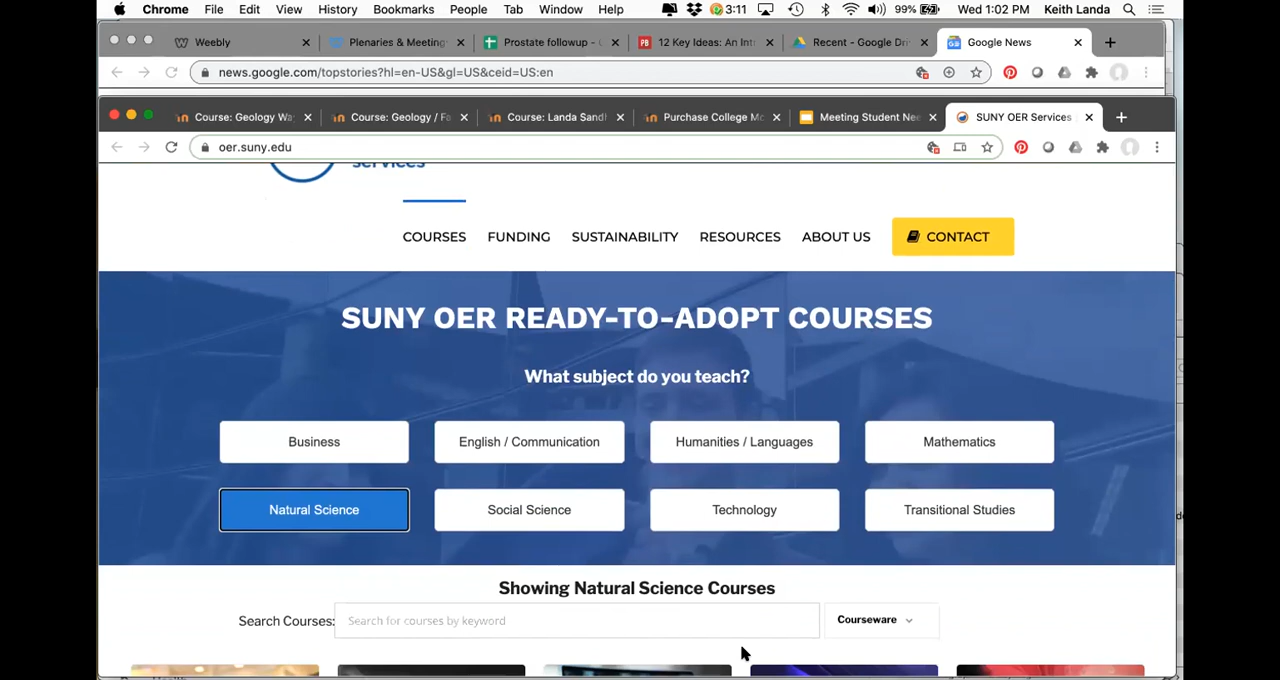 Chrome File Edit View History Bookmarks People Tab Window Help 3:11 99% Wed 1:02 PM Keith Landa
Weebly Plenaries & Meeting Prostate followup - 12 Key Ideas: An Int Recent - Google Dri Google News
news.google.com/topstories?hl=en-US&gl=US&ceid=US:en
Course: Geology Wa Course: Geology / Fo Course: Landa Sand Purchase College Mo Meeting Student Nee SUNY OER Services
oer.suny.edu
services
COURSES FUNDING SUSTAINABILITY RESOURCES ABOUT US CONTACT
SUNY OER READY-TO-ADOPT COURSES
What subject do you teach?
Business English / Communication Humanities / Languages Mathematics
Natural Science Social Science Technology Transitional Studies
Showing Natural Science Courses
Search Courses: Search for courses by keyword Courseware